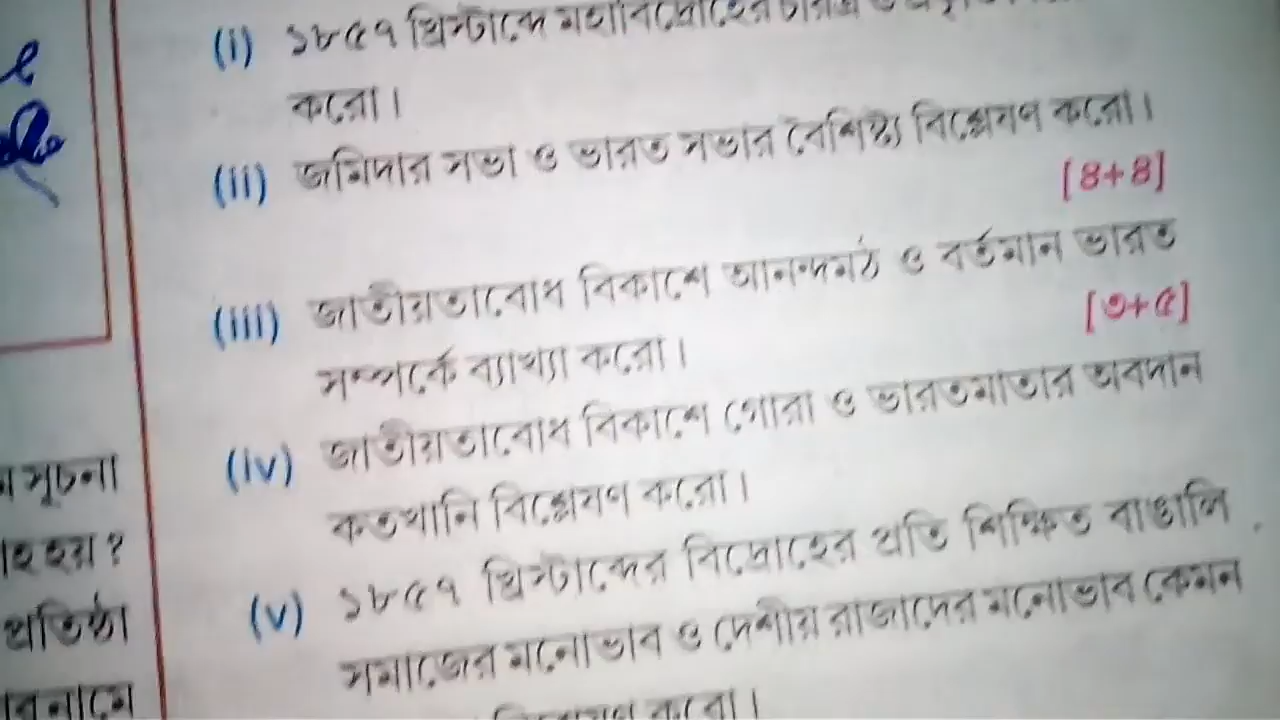 (i) ১৮৫৭ খ্রিস্টাব্দে মহাবিদ্রোহের চরিত্র ও
করো।
(ii) জমিদার সভা ও ভারত সভার বৈশিষ্ট্য বিশ্লেষণ করো।
[৪+৪]
(iii) জাতীয়তাবোধ বিকাশে আনন্দমঠ ও বর্তমান ভারত
[৩+৫]
সম্পর্কে ব্যাখ্যা করো।
(iv) জাতীয়তাবোধ বিকাশে গোরা ও ভারতমাতার অবদান
কতখানি বিশ্লেষণ করো।
(v) ১৮৫৭ খ্রিস্টাব্দের বিদ্রোহের প্রতি শিক্ষিত বাঙালি
সমাজের মনোভাব ও দেশীয় রাজাদের মনোভাব কেমন
করো।
সূচনা
হয়?
প্রতিষ্ঠা